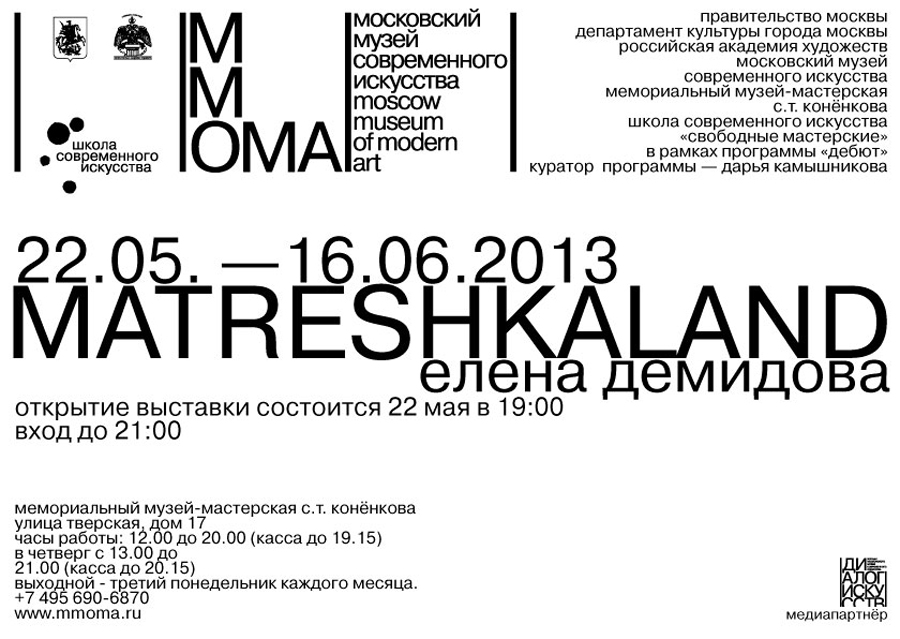 M
M
OMA
московский
музей
современного
искусства
moscow
museum
of modern
art
школа
современного
искусства
правительство москвы
департамент культуры города москвы
российская академия художеств
московский музей
современного искусства
мемориальный музей-мастерская
с.т. конёнкова
школа современного искусства
«свободные мастерские»
в рамках программы «дебют»
куратор программы — дарья камышникова
22.05. —16.06.2013
MATRESHKALAND
елена демидова
открытие выставки состоится 22 мая в 19:00
вход до 21:00
мемориальный музей-мастерская с.т. конёнкова
улица тверская, дом 17
часы работы: 12.00 до 20.00 (касса до 19.15)
в четверг с 13.00 до
21.00 (касса до 20.15)
выходной - третий понедельник каждого месяца.
+7 495 690-6870
www.mmoma.ru
ди
алог
иску
сств
медиапартнёр